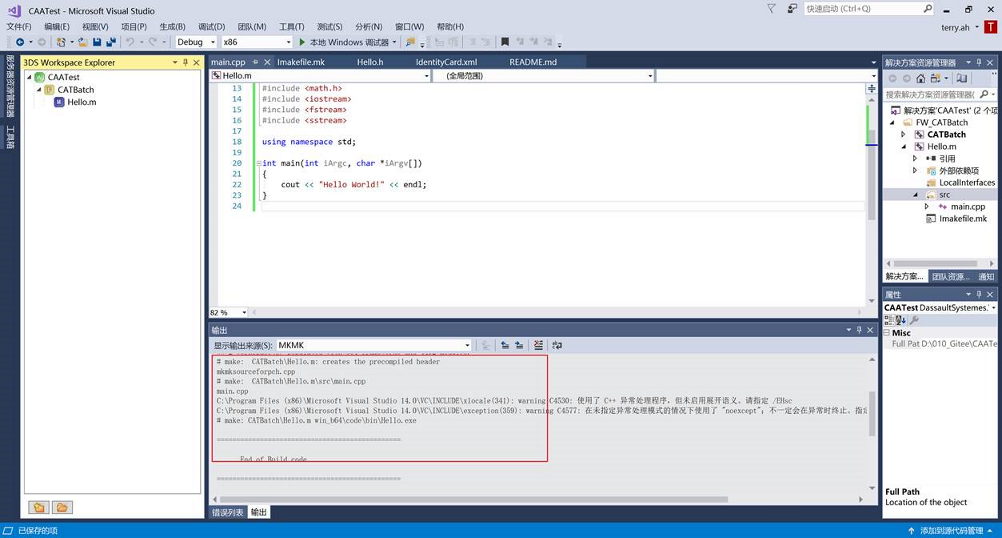 CAATest - Microsoft Visual Studio
快速启动 (Ctrl+Q)
文件(F) 编辑(E) 视图(V) 项目(P) 生成(B) 调试(D) 团队(M) 工具(T) 测试(S) 分析(N) 窗口(W) 帮助(H)
terry.ah T
Debug x86 本地 Windows 调试器
服务器资源管理器
工具箱
3DS Workspace Explorer
CAATest
CATBatch
Hello.m
main.cpp Imakefile.mk Hello.h IdentityCard.xml README.md
Hello.m (全局范围)
13 #include <math.h>
14 #include <iostream>
15 #include <fstream>
16 #include <sstream>
17
18 using namespace std;
19
20 int main(int iArgc, char *iArgv[])
21 {
22 cout << "Hello World!" << endl;
23 }
24
82 %
输出
显示输出来源(S): MKMK
# make: CATBatch\Hello.m: creates the precompiled header
mkmksourceforpch.cpp
# make: CATBatch\Hello.m\src\main.cpp
main.cpp
C:\Program Files (x86)\Microsoft Visual Studio 14.0\VC\INCLUDE\xlocale(341): warning C4530: 使用了 C++ 异常处理程序，但未启用展开语义。请指定 /EHsc
C:\Program Files (x86)\Microsoft Visual Studio 14.0\VC\INCLUDE\exception(359): warning C4577: 在未指定异常处理模式的情况下使用了 "noexcept"；不一定会在异常时终止。指定
# make: CATBatch\Hello.m win_b64\code\bin\Hello.exe
================================================
End of Build code
================================================
错误列表 输出
解决方案资源管理器
搜索解决方案资源管理器(
解决方案'CAATest' (2 个项
FW_CATBatch
CATBatch
Hello.m
引用
外部依赖项
LocalInterfaces
src
main.cpp
Imakefile.mk
解决方案... 团队资源... 通知
属性
CAATest DassaultSystemes.
Misc
Full Pat D:\010_Gitee\CAATe
Full Path
Location of the object
已保存的项
添加到源代码管理